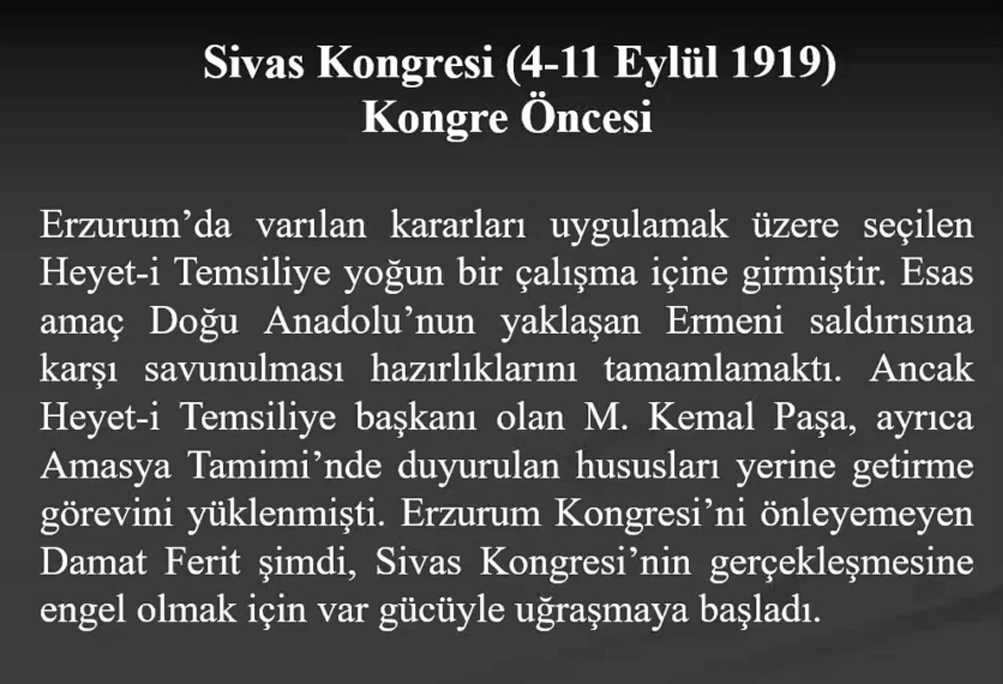 Sivas Kongresi (4-11 Eylül 1919)
Kongre Öncesi
Erzurum’da varılan kararları uygulamak üzere seçilen
Heyet-i Temsiliye yoğun bir çalışma içine girmiştir. Esas
amaç Doğu Anadolu’nun yaklaşan Ermeni saldırısına
karşı savunulması hazırlıklarını tamamlamaktı. Ancak
Heyet-i Temsiliye başkanı olan M. Kemal Paşa, ayrıca
Amasya Tamimi’nde duyurulan hususları yerine getirme
görevini yüklenmişti. Erzurum Kongresi’ni önleyemeyen
Damat Ferit şimdi, Sivas Kongresi’nin gerçekleşmesine
engel olmak için var gücüyle uğraşmaya başladı.